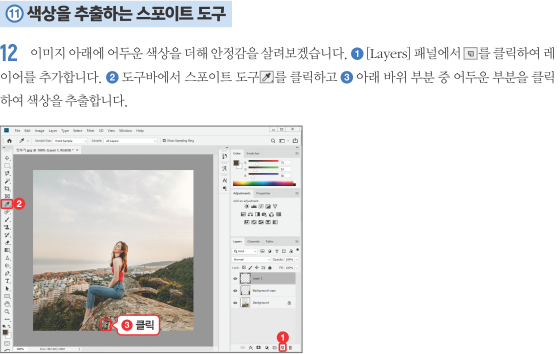 ⑪ 색상을 추출하는 스포이트 도구
12 이미지 아래에 어두운 색상을 더해 안정감을 살려보겠습니다. ❶ [Layers] 패널에서 를 클릭하여 레
이어를 추가합니다. ❷ 도구바에서 스포이트 도구 를 클릭하고 ❸ 아래 바위 부분 중 어두운 부분을 클릭
하여 색상을 추출합니다.
File Edit Image Layer Type Select Filter 3D View Window Help
Color
Adjustments
Layers Channels Paths
Layer 1
Background copy
Background
2
❸ 클릭
1